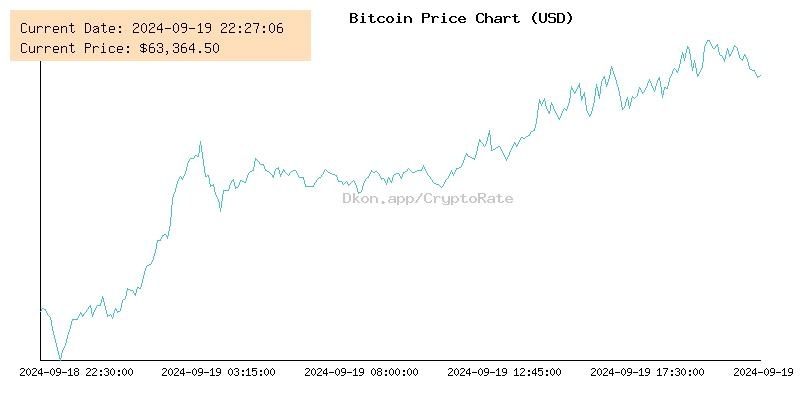 Bitcoin Price Chart (USD)
Current Date: 2024-09-19 22:27:06
Current Price: $63,364.50
Dkon.app/CryptoRate
2024-09-18 22:30:00 2024-09-19 03:15:00 2024-09-19 08:00:00 2024-09-19 12:45:00 2024-09-19 17:30:00 2024-09-19